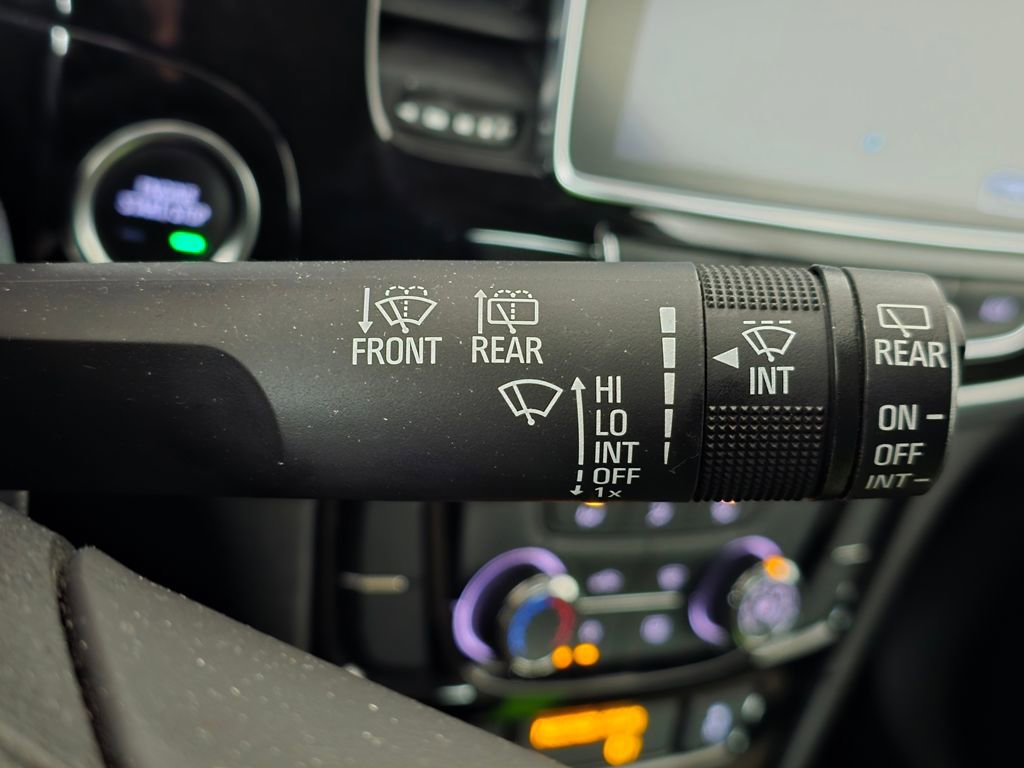 FRONT
REAR
HI
LO
INT
OFF
1x
INT
REAR
ON
OFF
INT